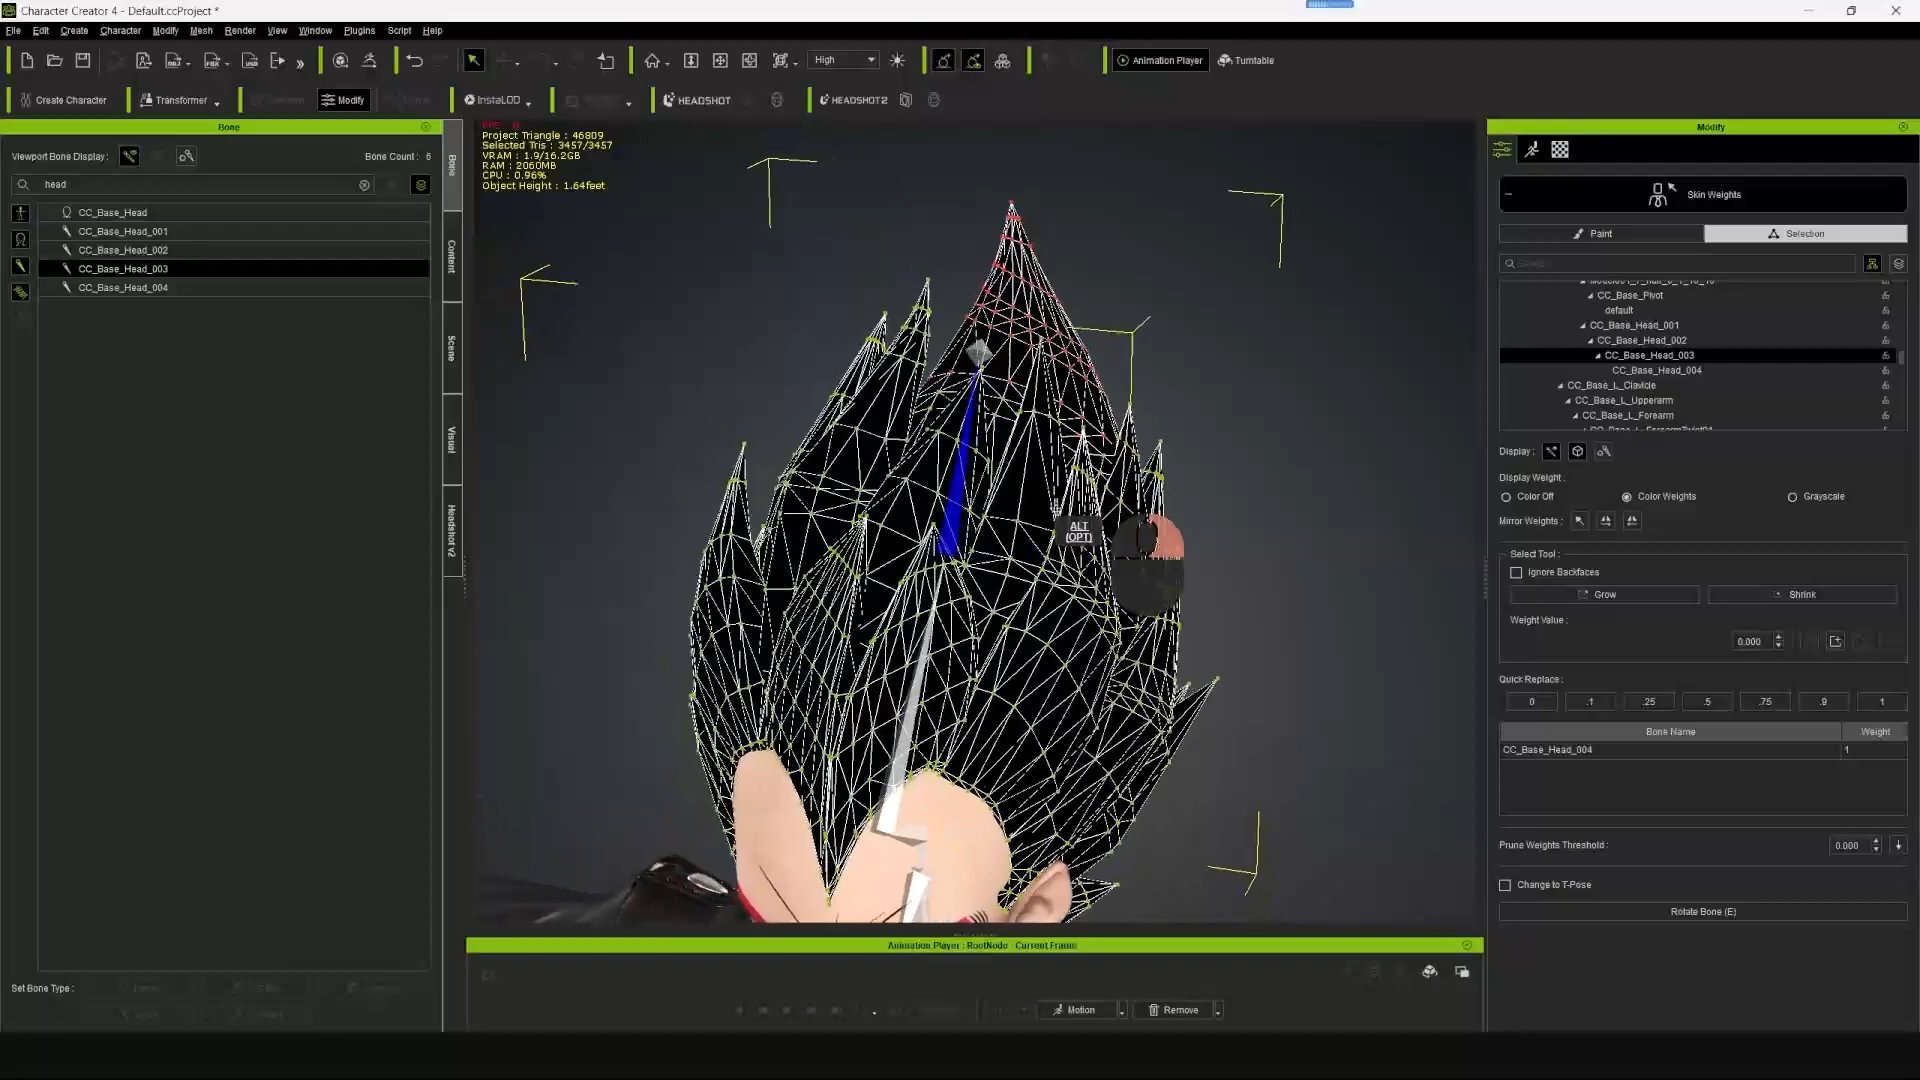 Character Creator 4 - Default.ccProject *
File Edit Create Character Modify Mesh Render View Window Plugins Script Help
High
Animation Player
Turntable
Create Character
Transformer
Modify
InstaLOD
HEADSHOT
HEADSHOT2
Bone
Viewport Bone Display :
Bone Count : 6
head
CC_Base_Head
CC_Base_Head_001
CC_Base_Head_002
CC_Base_Head_003
CC_Base_Head_004
Set Bone Type :
Bone
Content
Scene
Visual
Headshot v2
Project Triangle : 46809
Selected Tris : 3457/3457
VRAM : 1.9/16.2GB
RAM : 2060MB
CPU : 0.96%
Object Height : 1.64feet
ALT
(OPT)
Animation Player : RootNode - Current Frame
Motion
Remove
Modify
Skin Weights
Paint
Selection
CC_Base_Pivot
default
CC_Base_Head_001
CC_Base_Head_002
CC_Base_Head_003
CC_Base_Head_004
CC_Base_L_Clavicle
CC_Base_L_Upperarm
CC_Base_L_Forearm
Display :
Display Weight :
Color Off
Color Weights
Grayscale
Mirror Weights :
Select Tool :
Ignore Backfaces
Grow
Shrink
Weight Value :
0.000
Quick Replace :
0 .1 .25 .5 .75 .9 1
Bone Name Weight
CC_Base_Head_004 1
Prune Weights Threshold :
0.000
Change to T-Pose
Rotate Bone (E)